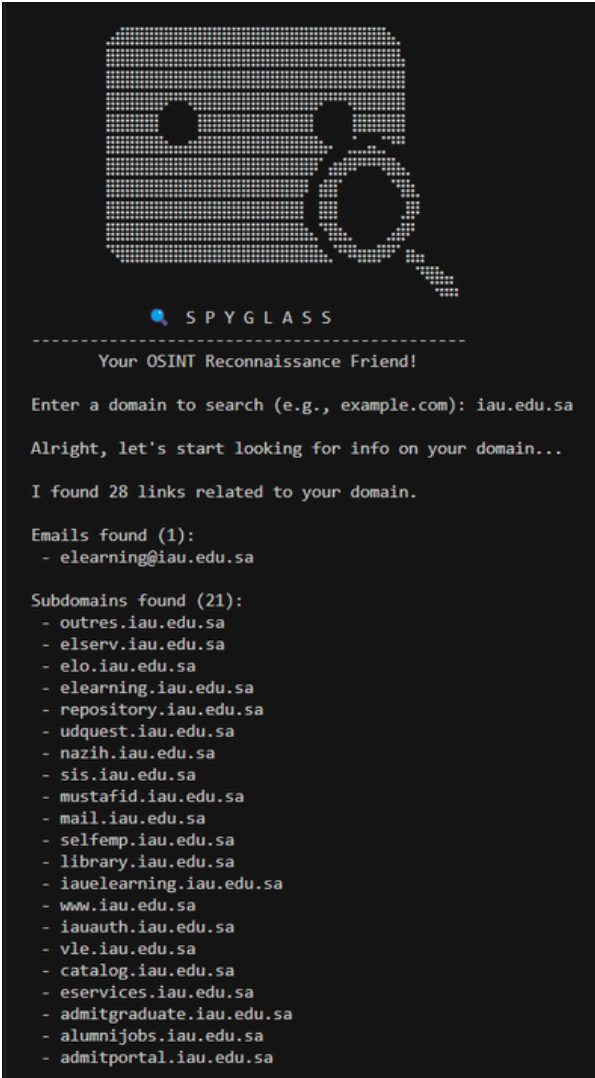 🔍 S P Y G L A S S
---------------------------------------------
Your OSINT Reconnaissance Friend!
Enter a domain to search (e.g., example.com): iau.edu.sa
Alright, let's start looking for info on your domain...
I found 28 links related to your domain.
Emails found (1):
- elearning@iau.edu.sa
Subdomains found (21):
- outres.iau.edu.sa
- elserv.iau.edu.sa
- elo.iau.edu.sa
- elearning.iau.edu.sa
- repository.iau.edu.sa
- udquest.iau.edu.sa
- nazih.iau.edu.sa
- sis.iau.edu.sa
- mustafid.iau.edu.sa
- mail.iau.edu.sa
- selfemp.iau.edu.sa
- library.iau.edu.sa
- iauelearning.iau.edu.sa
- www.iau.edu.sa
- iauauth.iau.edu.sa
- vle.iau.edu.sa
- catalog.iau.edu.sa
- eservices.iau.edu.sa
- admitgraduate.iau.edu.sa
- alumnijobs.iau.edu.sa
- admitportal.iau.edu.sa